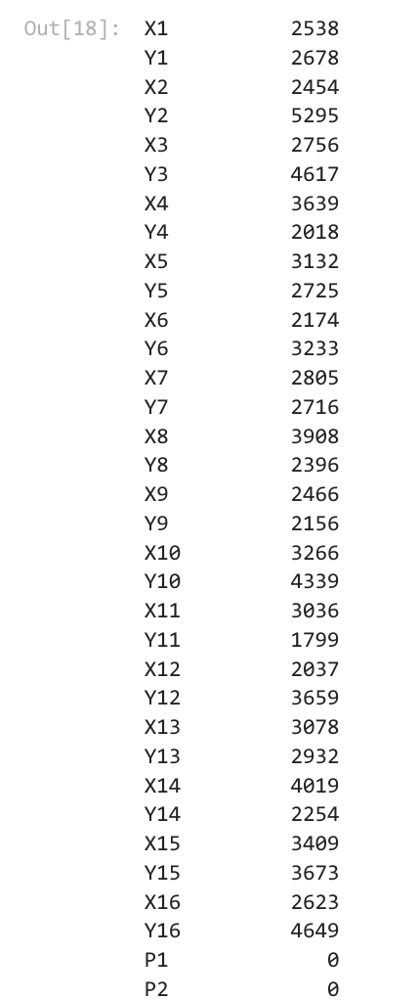 Out[18]: X1 2538
Y1 2678
X2 2454
Y2 5295
X3 2756
Y3 4617
X4 3639
Y4 2018
X5 3132
Y5 2725
X6 2174
Y6 3233
X7 2805
Y7 2716
X8 3908
Y8 2396
X9 2466
Y9 2156
X10 3266
Y10 4339
X11 3036
Y11 1799
X12 2037
Y12 3659
X13 3078
Y13 2932
X14 4019
Y14 2254
X15 3409
Y15 3673
X16 2623
Y16 4649
P1 0
P2 0